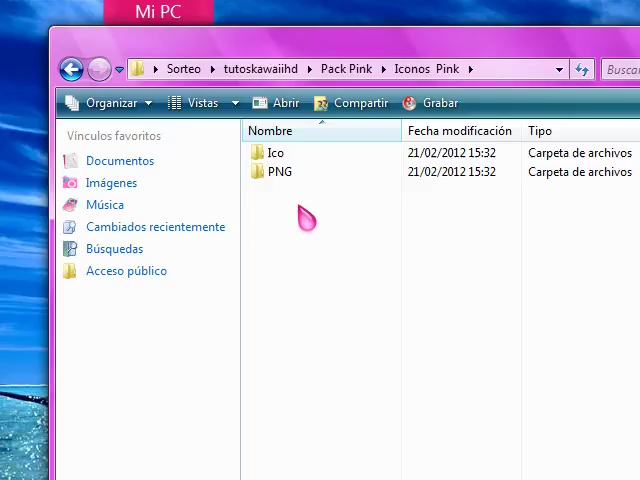 Mi PC
Sorteo tutoskawaiihd Pack Pink Iconos Pink
Buscar
Organizar Vistas Abrir Compartir Grabar
Vínculos favoritos
Nombre Fecha modificación Tipo
Ico 21/02/2012 15:32 Carpeta de archivos
PNG 21/02/2012 15:32 Carpeta de archivos
Documentos
Imágenes
Música
Cambiados recientemente
Búsquedas
Acceso público